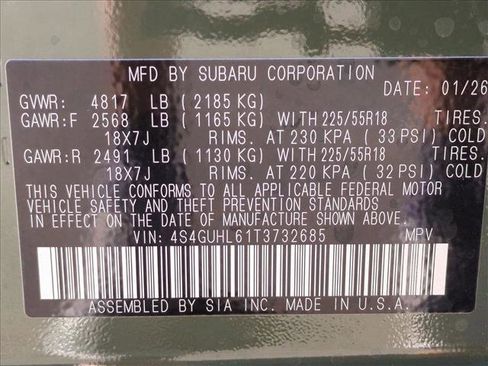 MFD BY SUBARU CORPORATION
DATE: 01/26
GVWR: 4817 LB ( 2185 KG)
GAWR:F 2568 LB ( 1165 KG) WITH 225/55R18 TIRES.
18X7J RIMS. AT 230 KPA ( 33 PSI) COLD
GAWR:R 2491 LB ( 1130 KG) WITH 225/55R18 TIRES.
18X7J RIMS. AT 220 KPA ( 32 PSI) COLD
THIS VEHICLE CONFORMS TO ALL APPLICABLE FEDERAL MOTOR
VEHICLE SAFETY AND THEFT PREVENTION STANDARDS
IN EFFECT ON THE DATE OF MANUFACTURE SHOWN ABOVE.
VIN: 4S4GUHL61T3732685 MPV
ASSEMBLED BY SIA INC. MADE IN U.S.A.